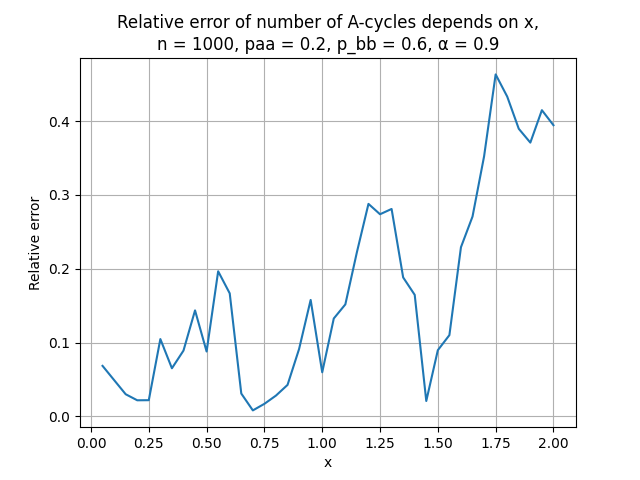 Relative error of number of A-cycles depends on x,
n = 1000, paa = 0.2, p_bb = 0.6, α = 0.9
Relative error
0.4
0.3
0.2
0.1
0.0
0.00 0.25 0.50 0.75 1.00 1.25 1.50 1.75 2.00
x